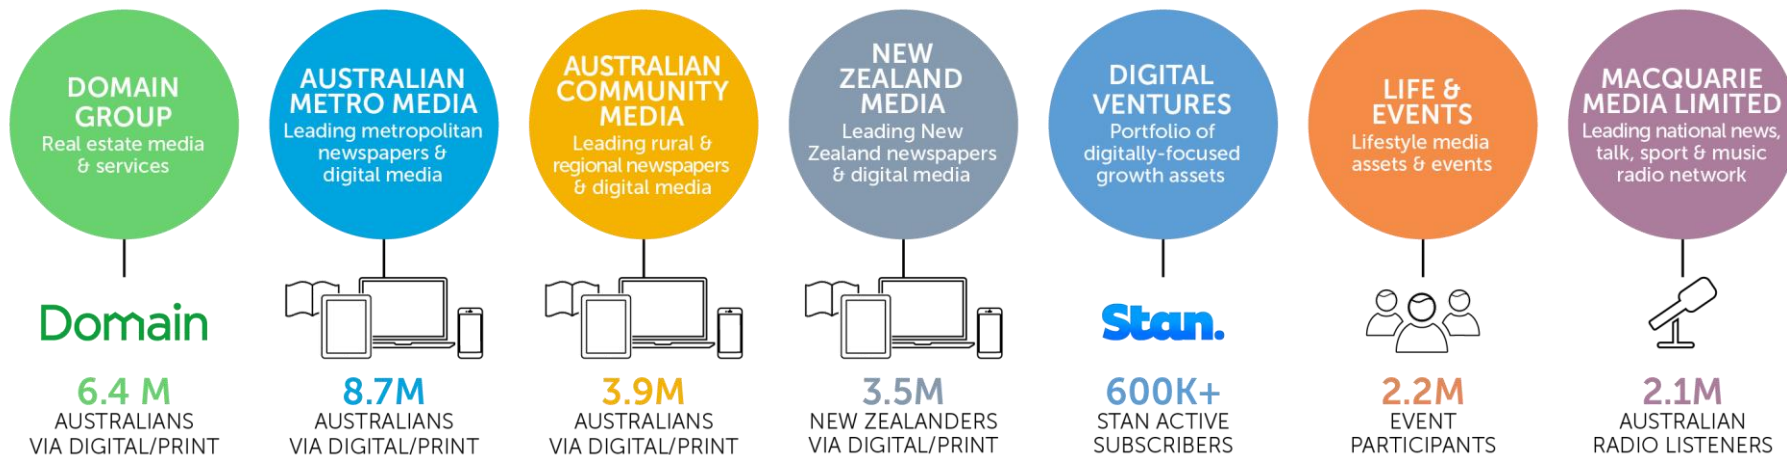 DOMAIN
GROUP
Real estate media
& services
Domain
6.4 M
AUSTRALIANS
VIA DIGITAL/PRINT
AUSTRALIAN
METRO MEDIA
Leading metropolitan
newspapers &
digital media
8.7M
AUSTRALIANS
VIA DIGITAL/PRINT
AUSTRALIAN
COMMUNITY
MEDIA
Leading rural &
regional newspapers
& digital media
3.9M
AUSTRALIANS
VIA DIGITAL/PRINT
NEW
ZEALAND
MEDIA
Leading New
Zealand newspapers
& digital media
3.5M
NEW ZEALANDERS
VIA DIGITAL/PRINT
DIGITAL
VENTURES
Portfolio of
digitally-focused
growth assets
Stan.
600K+
STAN ACTIVE
SUBSCRIBERS
LIFE &
EVENTS
Lifestyle media
assets & events
2.2M
EVENT
PARTICIPANTS
MACQUARIE
MEDIA LIMITED
Leading national news,
talk, sport & music
radio network
2.1M
AUSTRALIAN
RADIO LISTENERS